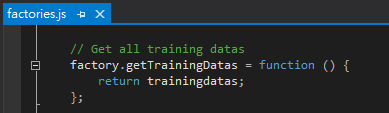 factories.js
// Get all training datas
factory.getTrainingDatas = function () {
return trainingdatas;
};